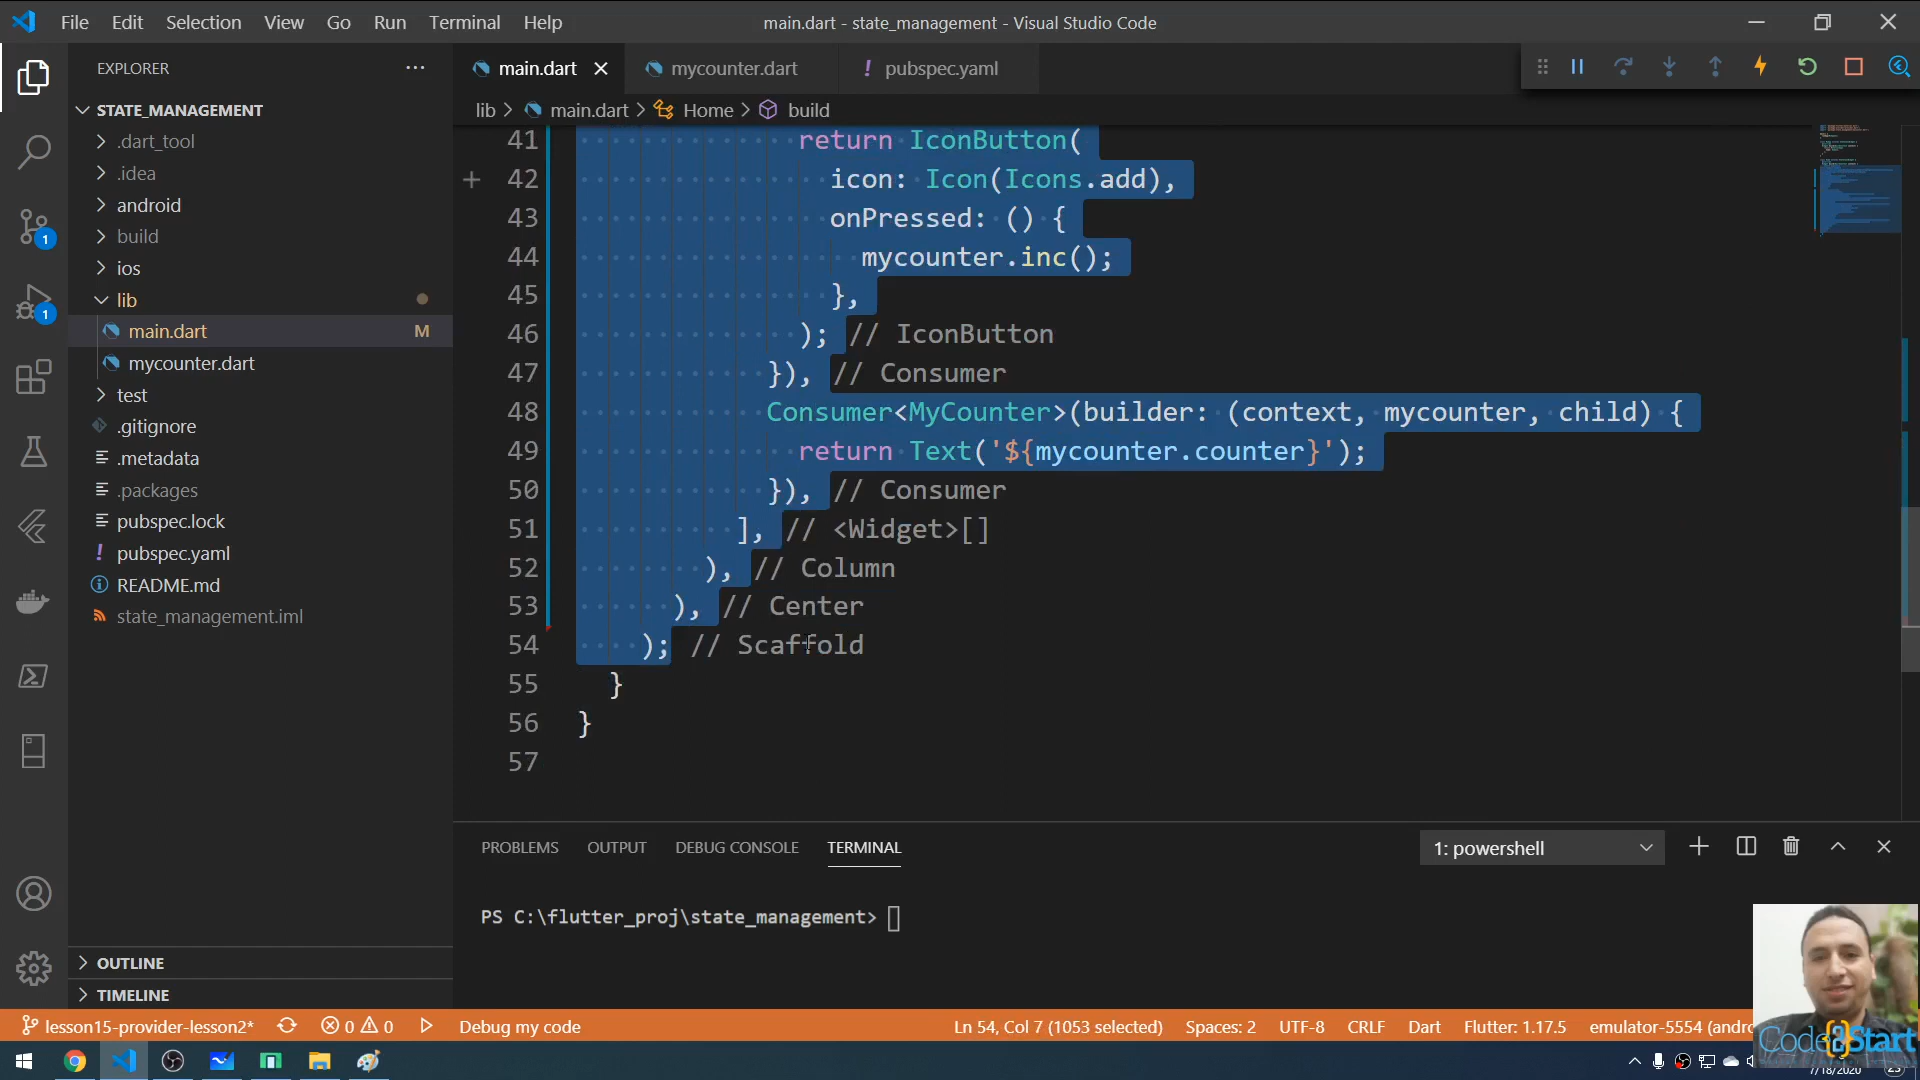 File Edit Selection View Go Run Terminal Help
main.dart - state_management - Visual Studio Code
EXPLORER
main.dart
mycounter.dart
! pubspec.yaml
STATE_MANAGEMENT
lib > main.dart > Home > build
.dart_tool
.idea
android
build
ios
lib
main.dart M
mycounter.dart
test
.gitignore
.metadata
.packages
pubspec.lock
! pubspec.yaml
README.md
state_management.iml
OUTLINE
TIMELINE
1
1
41 return IconButton(
42 icon: Icon(Icons.add),
43 onPressed: () {
44 mycounter.inc();
45 },
46 ); // IconButton
47 }), // Consumer
48 Consumer<MyCounter>(builder: (context, mycounter, child) {
49 return Text('${mycounter.counter}');
50 }), // Consumer
51 ], // <Widget>[]
52 ), // Column
53 ), // Center
54 ); // Scaffold
55 }
56 }
57
PROBLEMS OUTPUT DEBUG CONSOLE TERMINAL
1: powershell
PS C:\flutter_proj\state_management>
lesson15-provider-lesson2* 0 0 Debug my code
Ln 54, Col 7 (1053 selected) Spaces: 2 UTF-8 CRLF Dart Flutter: 1.17.5 emulator-5554
Code2Start
7/18/2020